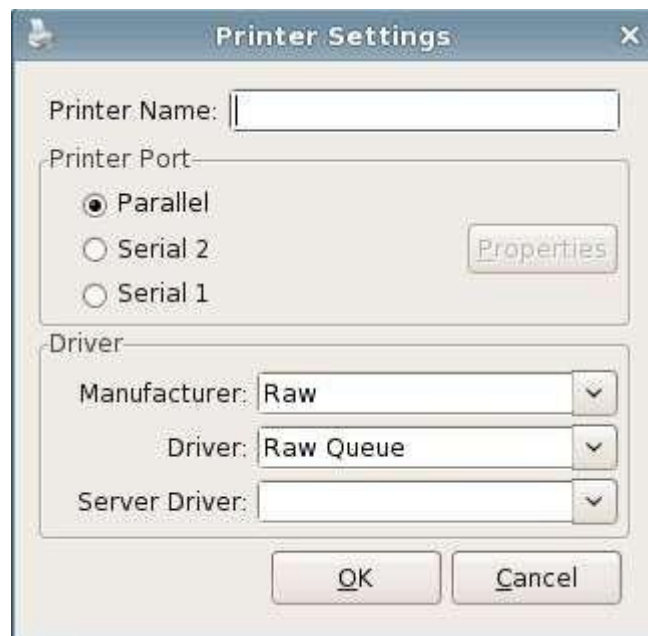 Printer Settings
Printer Name:
Printer Port
Parallel
Serial 2
Properties
Serial 1
Driver
Manufacturer: Raw
Driver: Raw Queue
Server Driver:
OK
Cancel